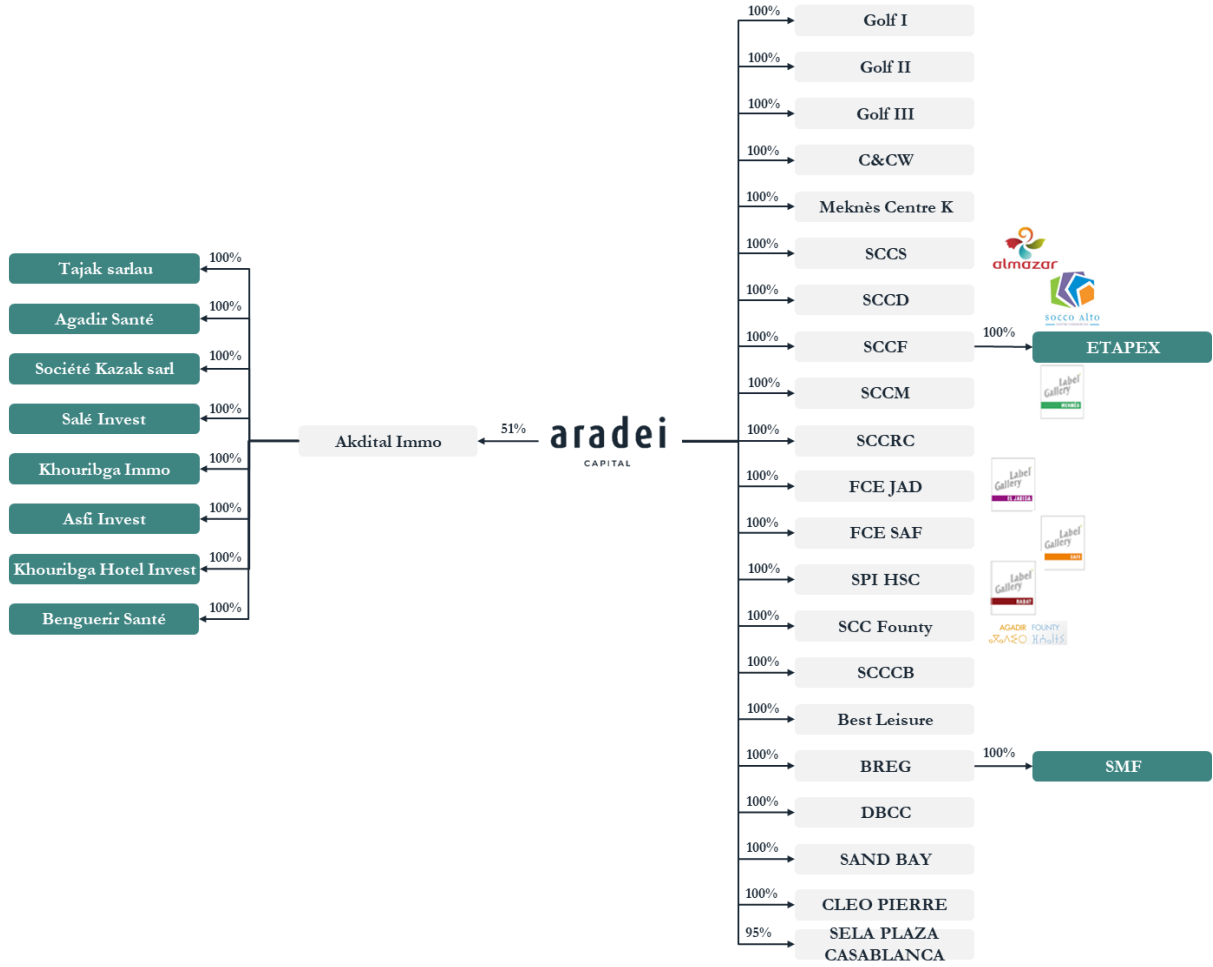 100%
Golf I
100%
Golf II
100%
Golf III
100%
C&CW
100%
Meknès Centre K
100%
SCCS
almazar
100%
SCCD
SOCCO ALTO
100%
SCCF
100%
ETAPEX
100%
SCCM
Label
Gallery
MEKNÈS
100%
SCCRC
100%
FCE JAD
Label
Gallery
EL JADIDA
100%
FCE SAF
Label
Gallery
SAFI
100%
SPI HSC
Label
Gallery
RABAT
100%
SCC Founty
AGADIR FOUNTY
100%
SCCCB
100%
Best Leisure
100%
BREG
100%
SMF
100%
DBCC
100%
SAND BAY
100%
CLEO PIERRE
95%
SELA PLAZA
CASABLANCA
aradei
CAPITAL
51%
Akdital Immo
100%
Tajak sarlau
100%
Agadir Santé
100%
Société Kazak sarl
100%
Salé Invest
100%
Khouribga Immo
100%
Asfi Invest
100%
Khouribga Hotel Invest
100%
Benguerir Santé